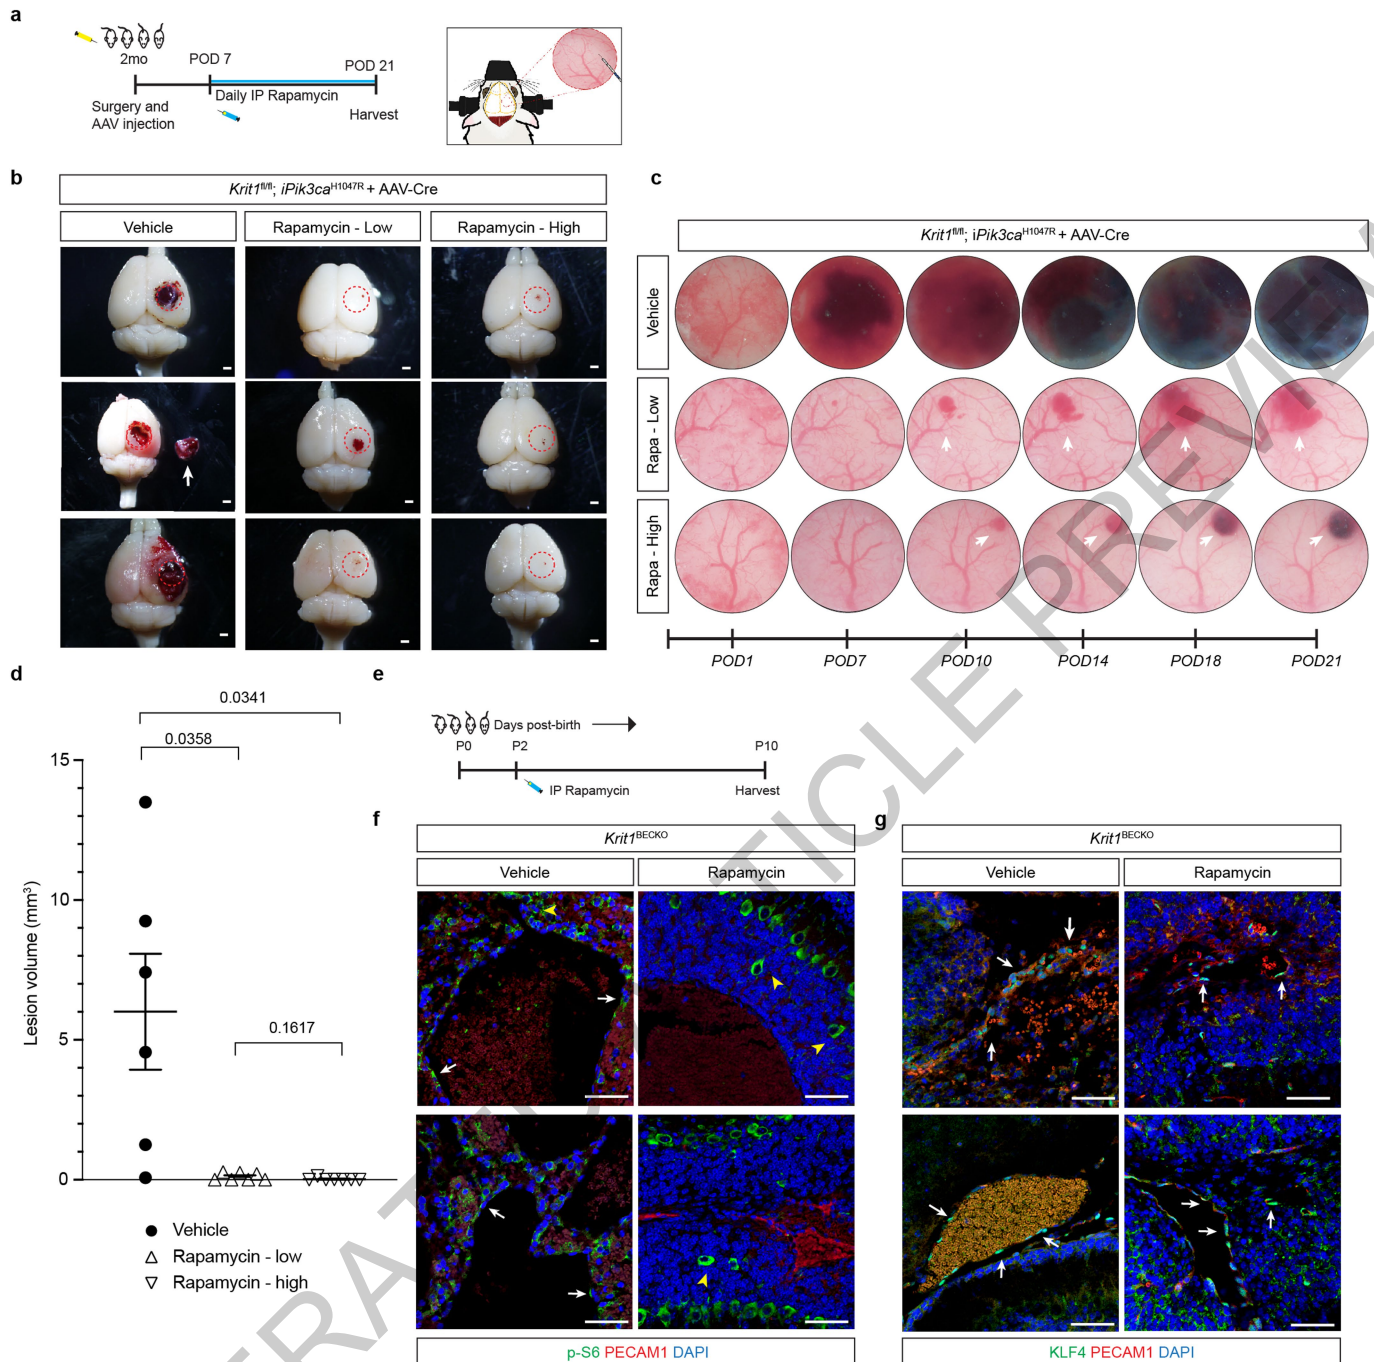 a
2mo
POD 7
POD 21
Daily IP Rapamycin
Surgery and
AAV injection
Harvest
b
Krit1fl/fl; iPik3caH1047R + AAV-Cre
Vehicle
Rapamycin - Low
Rapamycin - High
c
Krit1fl/fl; iPik3caH1047R + AAV-Cre
Vehicle
Rapa - Low
Rapa - High
POD1
POD7
POD10
POD14
POD18
POD21
d
0.0341
0.0358
0.1617
Lesion volume (mm3)
15
10
5
0
Vehicle
Rapamycin - low
Rapamycin - high
e
Days post-birth
P0
P2
P10
IP Rapamycin
Harvest
f
Krit1BECKO
Vehicle
Rapamycin
p-S6 PECAM1 DAPI
g
Krit1BECKO
Vehicle
Rapamycin
KLF4 PECAM1 DAPI
ERAT
TICLE PREVIEW